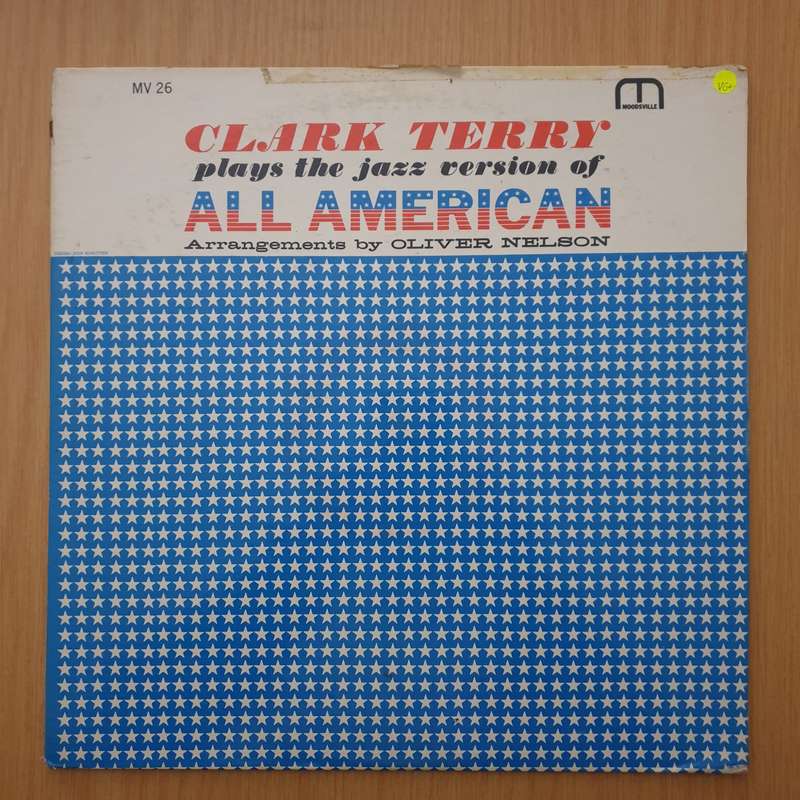 MV 26
MOODSVILLE
VG+
CLARK TERRY
plays the jazz version of
ALL AMERICAN
Arrangements by OLIVER NELSON